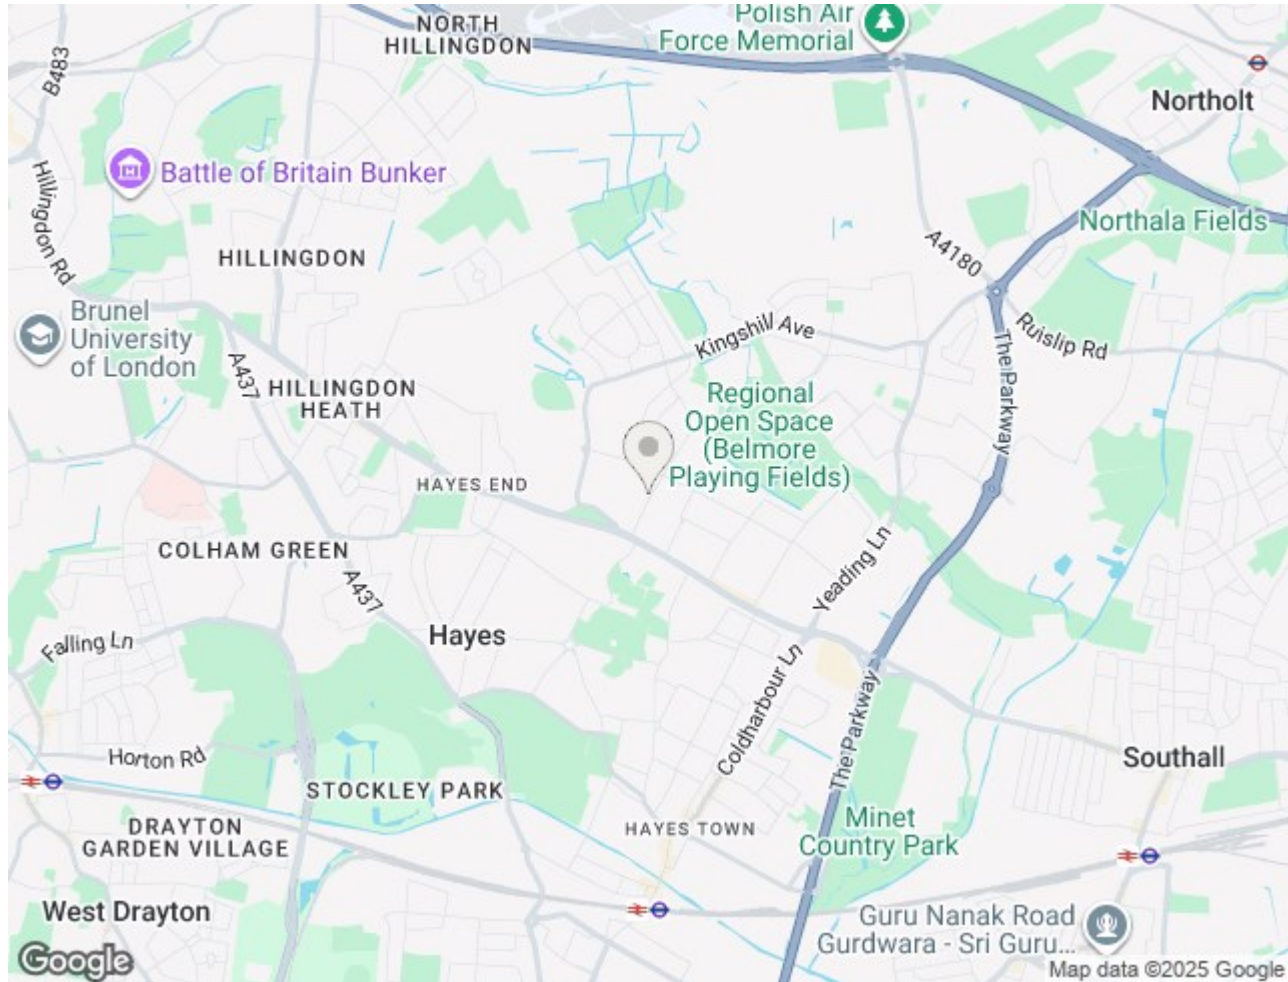 NORTH
HILLINGDON
Polish Air
Force Memorial
B483
Northolt
Battle of Britain Bunker
Hillingdon Rd
Northala Fields
HILLINGDON
A4180
Brunel
University
of London
Kingshill Ave
Ruislip Rd
A437
The Parkway
HILLINGDON
HEATH
Regional
Open Space
(Belmore
Playing Fields)
HAYES END
COLHAM GREEN
A437
Yeading Ln
Falling Ln
Hayes
Coldharbour Ln
The Parkway
Horton Rd
Southall
STOCKLEY PARK
DRAYTON
GARDEN VILLAGE
HAYES TOWN
Minet
Country Park
West Drayton
Guru Nanak Road
Gurdwara - Sri Guru...
Google
Map data ©2025 Google